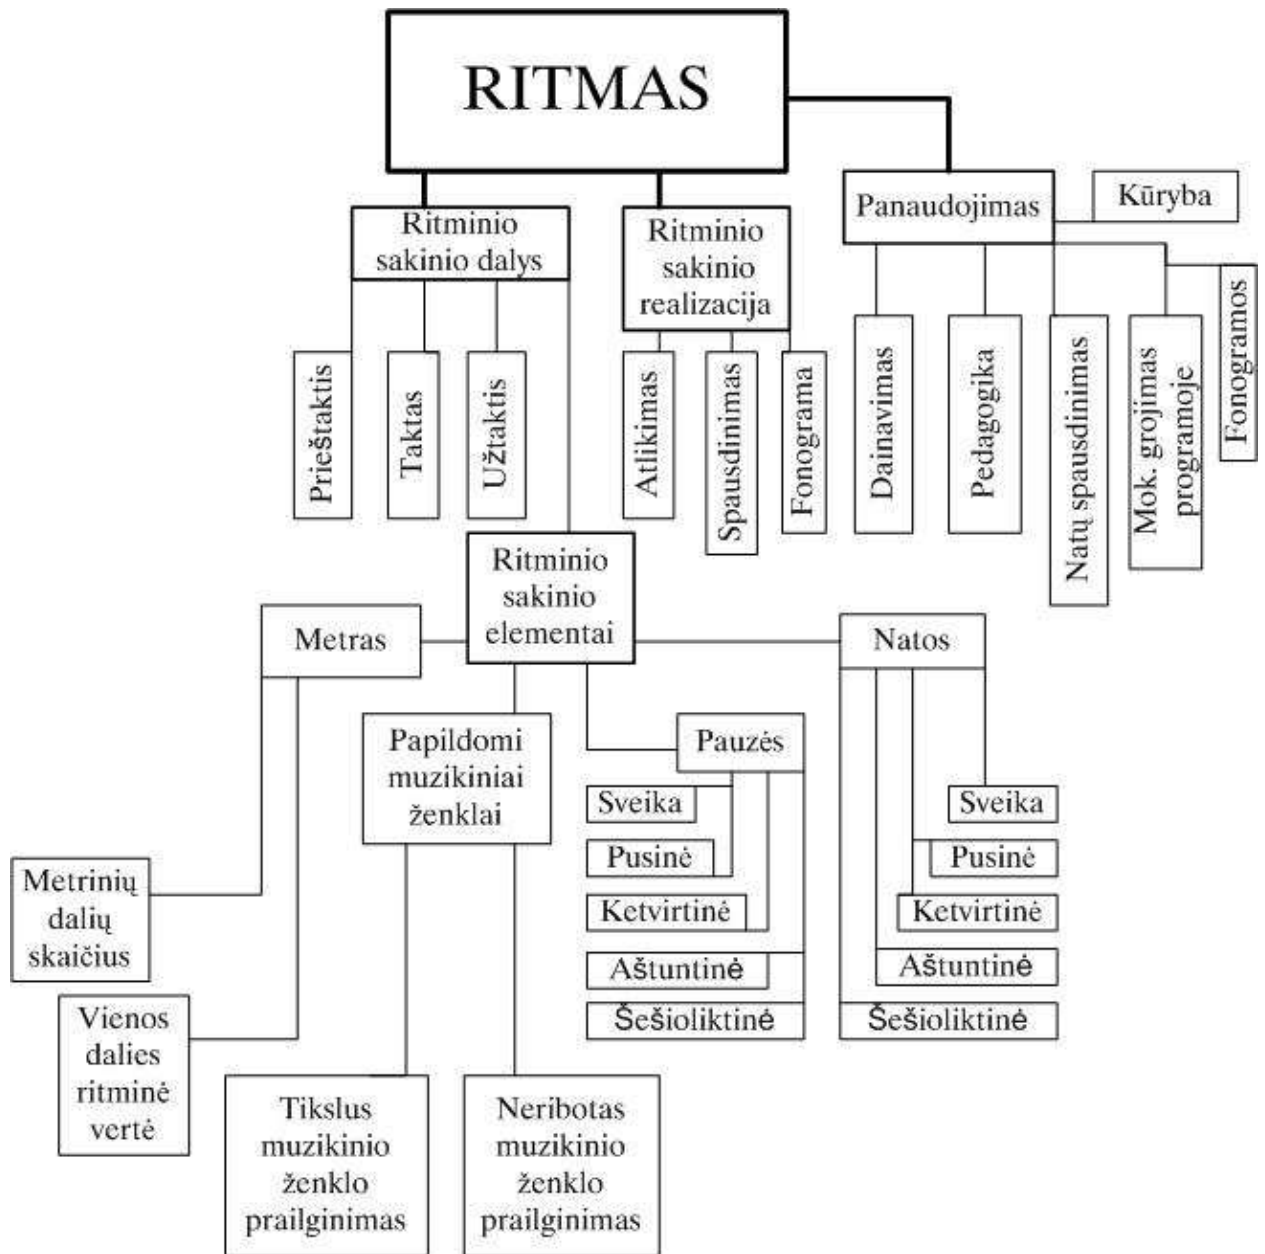 RITMAS
Ritminio
sakinio dalys
Ritminio
sakinio
realizacija
Panaudojimas
Kūryba
Prieštaktis
Taktas
Užtaktis
Atlikimas
Spausdinimas
Fonograma
Dainavimas
Pedagogika
Natų spausdinimas
Mok. grojimas
programoje
Fonogramos
Ritminio
sakinio
elementai
Metras
Natos
Papildomi
muzikiniai
ženklai
Pauzės
Sveika
Pusinė
Ketvirtinė
Aštuntinė
Šešioliktinė
Sveika
Pusinė
Ketvirtinė
Aštuntinė
Šešioliktinė
Metrinių
dalių
skaičius
Vienos
dalies
ritminė
vertė
Tikslus
muzikinio
ženklo
prailginimas
Neribotas
muzikinio
ženklo
prailginimas